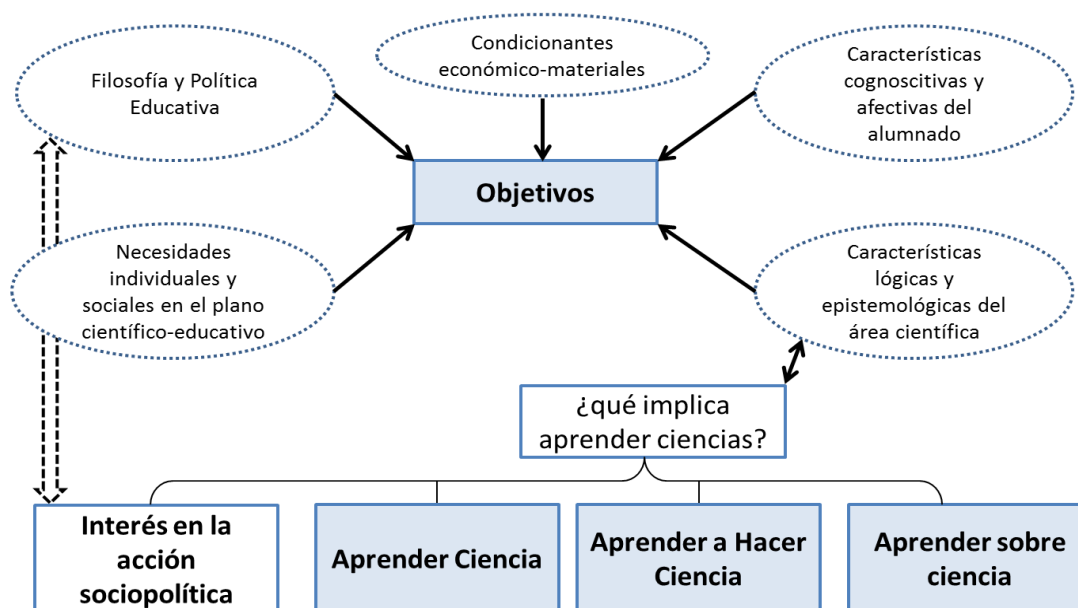 Filosofía y Política
Educativa
Condicionantes
económico-materiales
Características
cognoscitivas y
afectivas del
alumnado
Objetivos
Necesidades
individuales y
sociales en el plano
científico-educativo
Características
lógicas y
epistemológicas del
área científica
¿qué implica
aprender ciencias?
Interés en la
acción
sociopolítica
Aprender Ciencia
Aprender a Hacer
Ciencia
Aprender sobre
ciencia